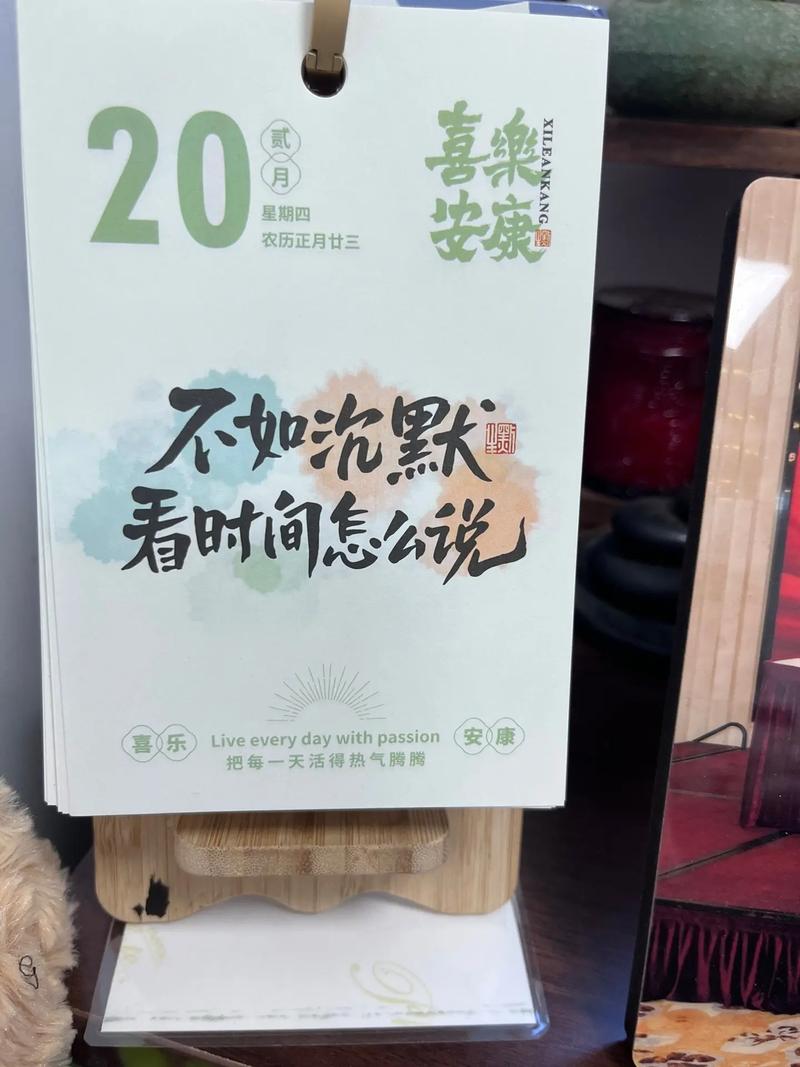 20
贰月
星期四
农历正月廿三
喜樂
安康
XILEANKANG
不如沉默
看时间怎么说
喜乐
Live every day with passion
把每一天活得热气腾腾
安康